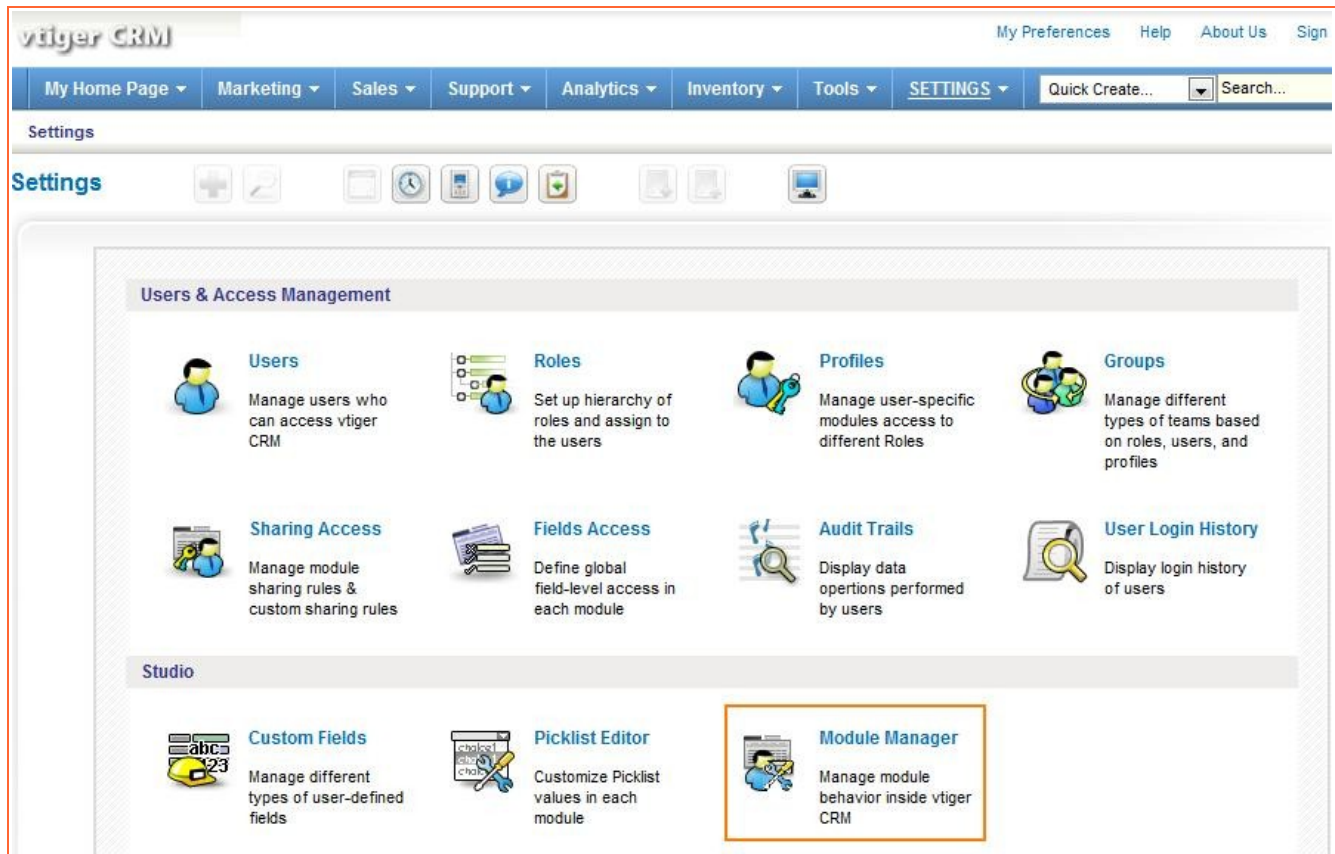 vtiger CRM
My Preferences Help About Us Sign
My Home Page Marketing Sales Support Analytics Inventory Tools SETTINGS Quick Create... Search...
Settings
Settings
Users & Access Management
Users
Manage users who
can access vtiger
CRM
Roles
Set up hierarchy of
roles and assign to
the users
Profiles
Manage user-specific
modules access to
different Roles
Groups
Manage different
types of teams based
on roles, users, and
profiles
Sharing Access
Manage module
sharing rules &
custom sharing rules
Fields Access
Define global
field-level access in
each module
Audit Trails
Display data
opertions performed
by users
User Login History
Display login history
of users
Studio
abc
123
Custom Fields
Manage different
types of user-defined
fields
choice1
Picklist Editor
Customize Picklist
values in each
module
Module Manager
Manage module
behavior inside vtiger
CRM